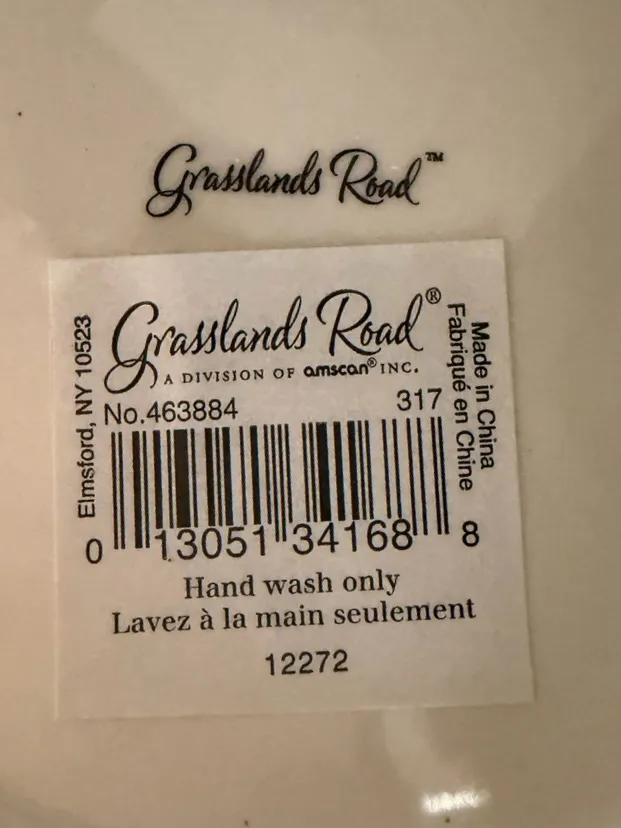 Grasslands Road™
Grasslands Road®
A DIVISION OF amscan® INC.
No.463884 317
0 13051 34168 8
Hand wash only
Lavez à la main seulement
12272
Elmsford, NY 10523
Made in China
Fabriqué en Chine